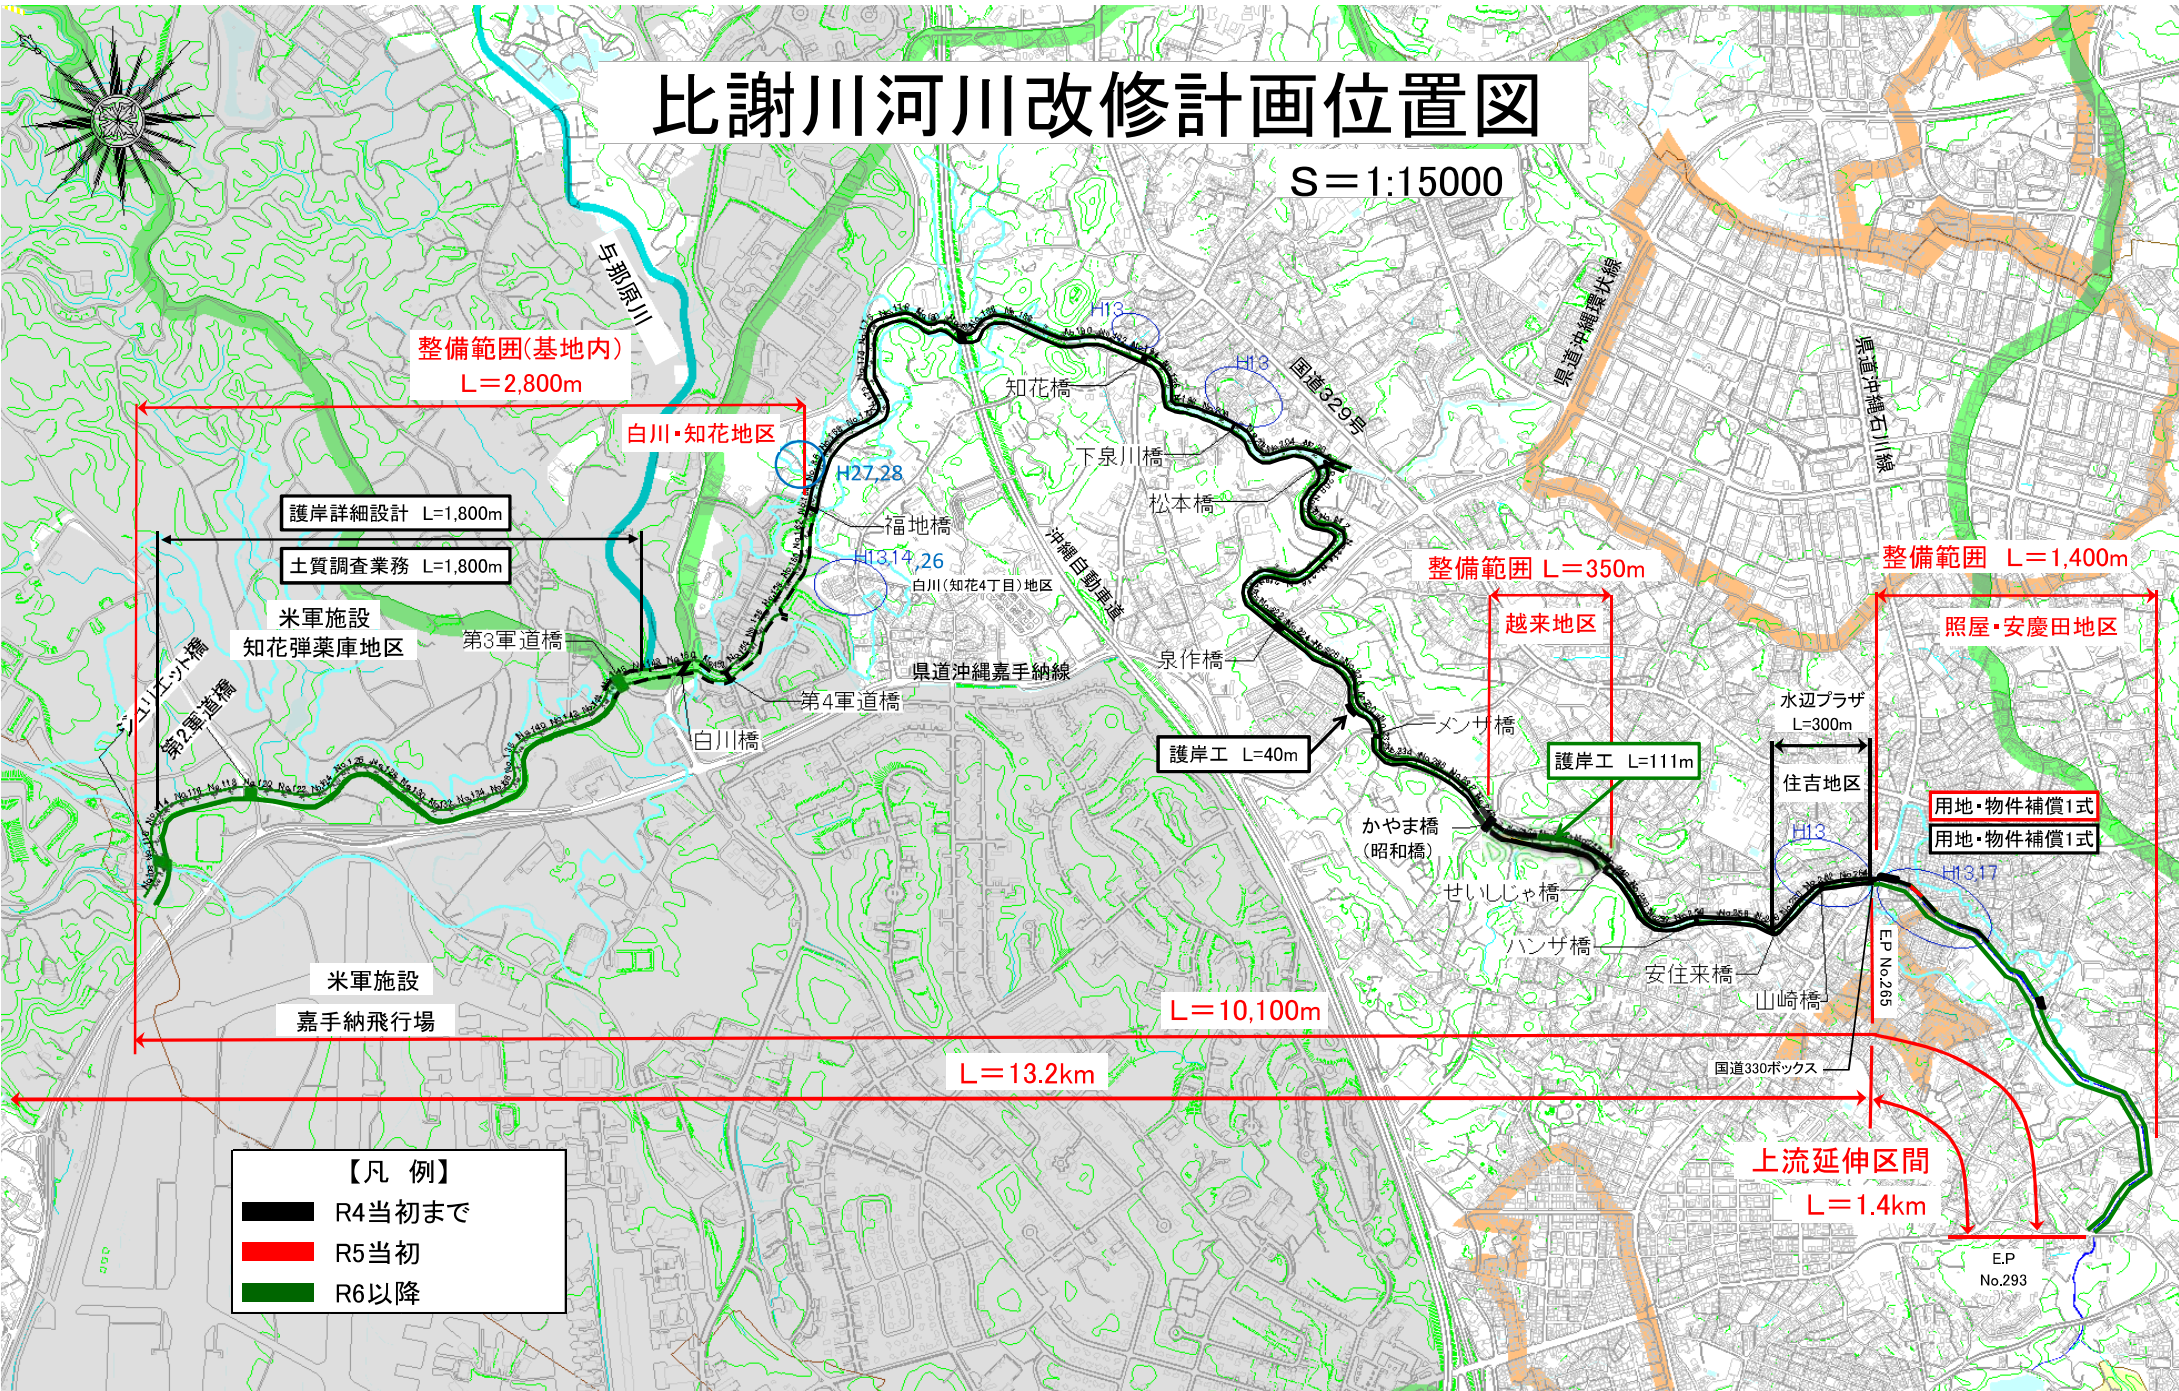 比謝川河川改修計画位置図
S=1:15000
与那原川
整備範囲(基地内)
L=2,800m
白川・知花地区
H27,28
護岸詳細設計 L=1,800m
土質調査業務 L=1,800m
米軍施設
知花弾薬庫地区
第3軍道橋
第2軍道橋
第4軍道橋
白川橋
福地橋
H13,14,26
白川(知花4丁目)地区
県道沖縄嘉手納線
沖縄自動車道
H13
知花橋
H13
国道329号
下泉川橋
松本橋
県道沖縄環状線
県道沖縄石川線
泉作橋
メンサ橋
護岸工 L=40m
整備範囲 L=350m
越来地区
護岸工 L=111m
かやま橋
(昭和橋)
せいしじゃ橋
ハンザ橋
安住来橋
山崎橋
水辺プラザ
L=300m
住吉地区
H13
整備範囲 L=1,400m
照屋・安慶田地区
用地・物件補償1式
用地・物件補償1式
H13,17
EP No.265
国道330ボックス
米軍施設
嘉手納飛行場
L=10,100m
L=13.2km
上流延伸区間
L=1.4km
E.P
No.293
【凡 例】
R4当初まで
R5当初
R6以降